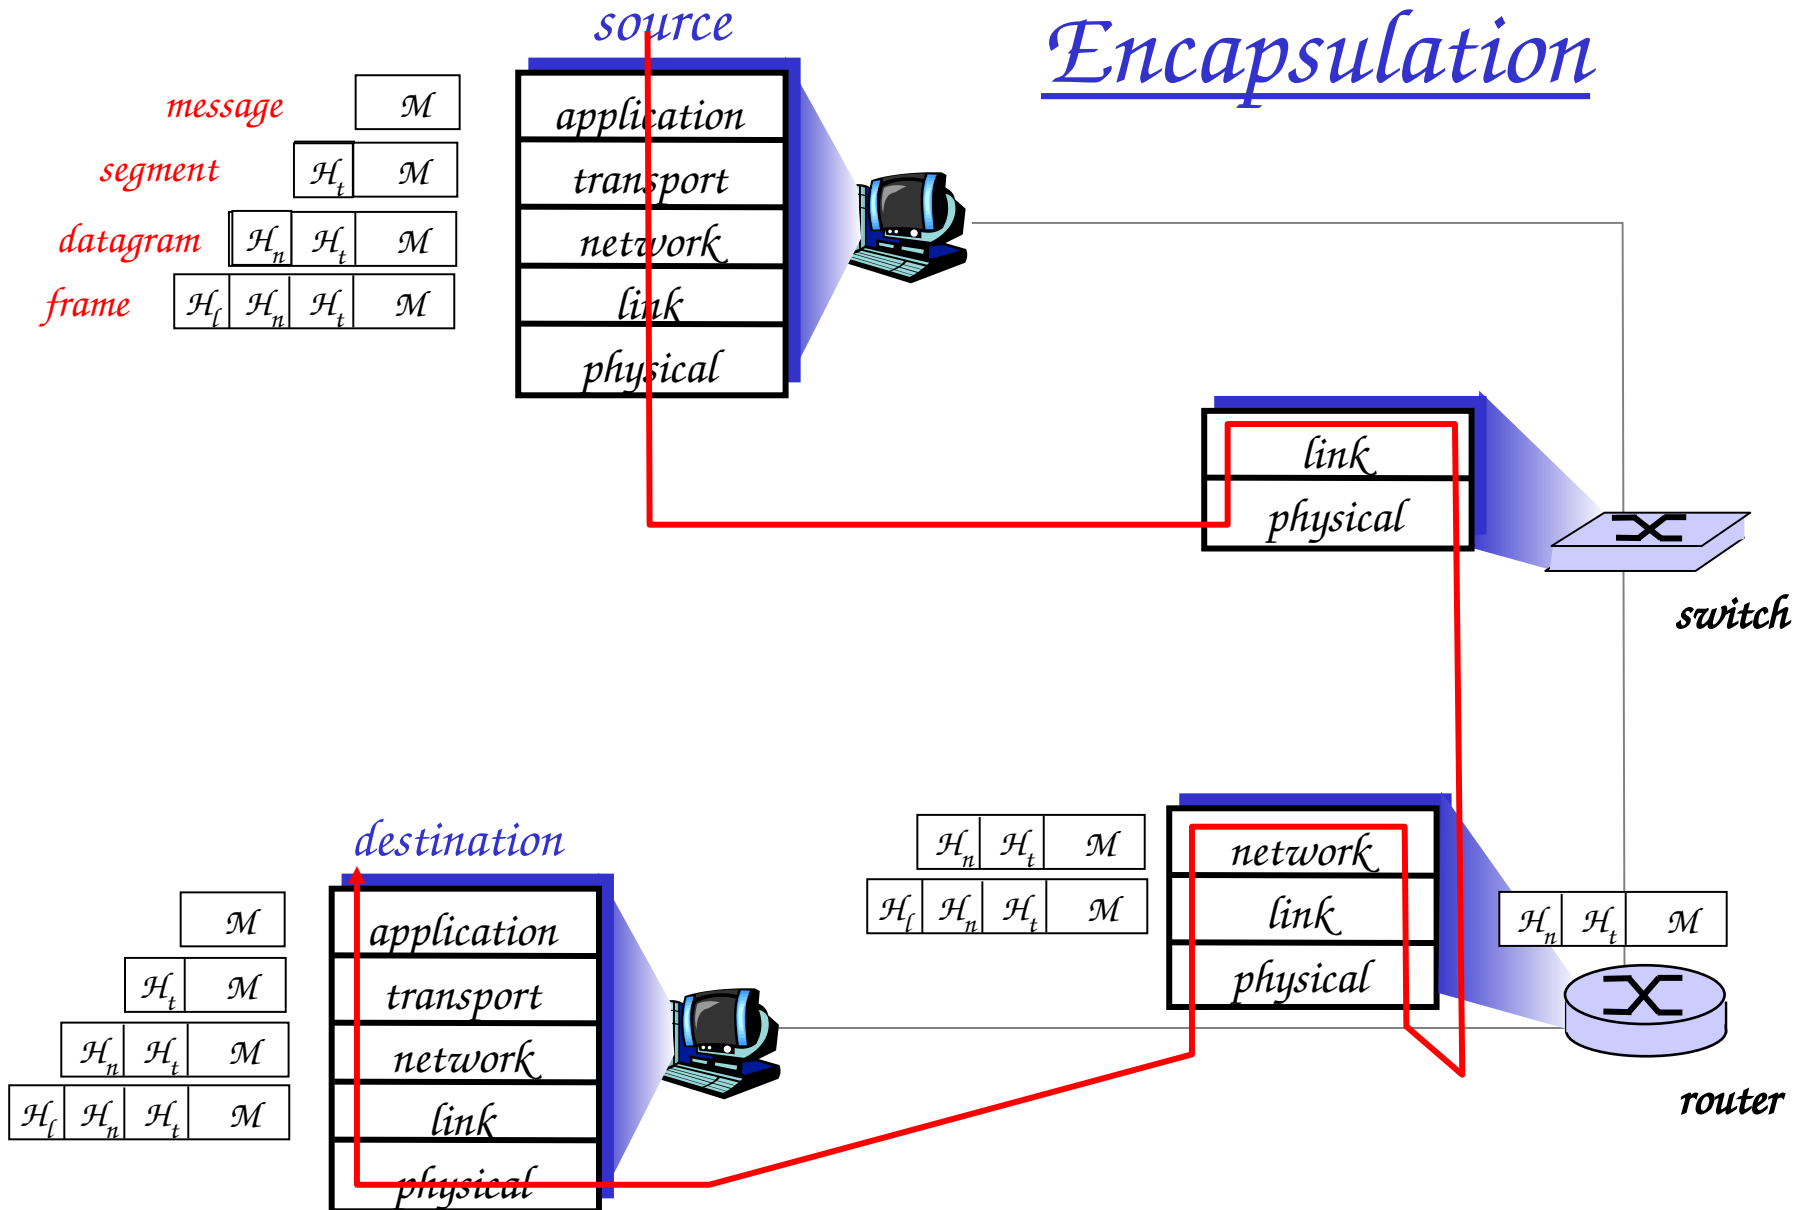 source
Encapsulation
message M
segment Ht M
datagram Hn Ht M
frame Hl Hn Ht M
application
transport
network
link
physical
link
physical
switch
destination
M
Ht M
Hn Ht M
Hl Hn Ht M
application
transport
network
link
physical
Hn Ht M
Hl Hn Ht M
network
link
physical
Hn Ht M
router